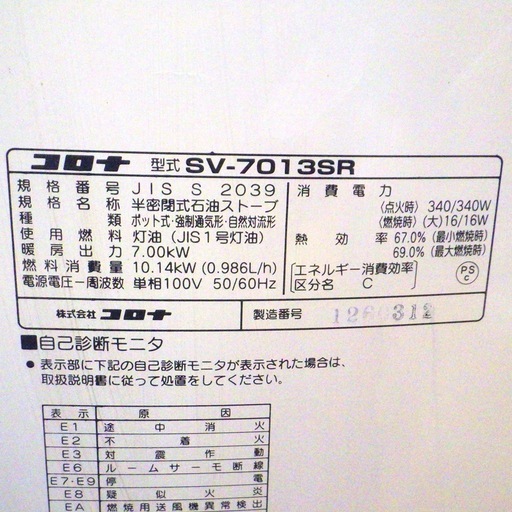 コロナ 型式 SV-7013SR
規格番号 JIS S 2039
規格名称 半密閉式石油ストーブ
種類 ポット式・強制通気形・自然対流形
使用燃料 灯油(JIS1号灯油)
暖房出力 7.00kW
燃料消費量 10.14kW (0.986L/h)
電源電圧ー周波数 単相100V 50/60Hz
消費電力
(点火時) 340/340W
(燃焼時)(大)16/16W
熱効率 67.0% (最小燃焼時)
69.0% (最大燃焼時)
エネルギー消費効率
区分名 C
PS
C
株式会社 コロナ
製造番号 1260312
■自己診断モニタ
● 表示部に下記の自己診断モニタが表示された場合は、
取扱説明書に従って処置をしてください。
表示 原因
E1 途中消火
E2 不着火
E3 対震作動
E6 ルームサーモ断線
E7・E9 停電
E8 疑似火炎
EA 燃焼用送風機異常検出